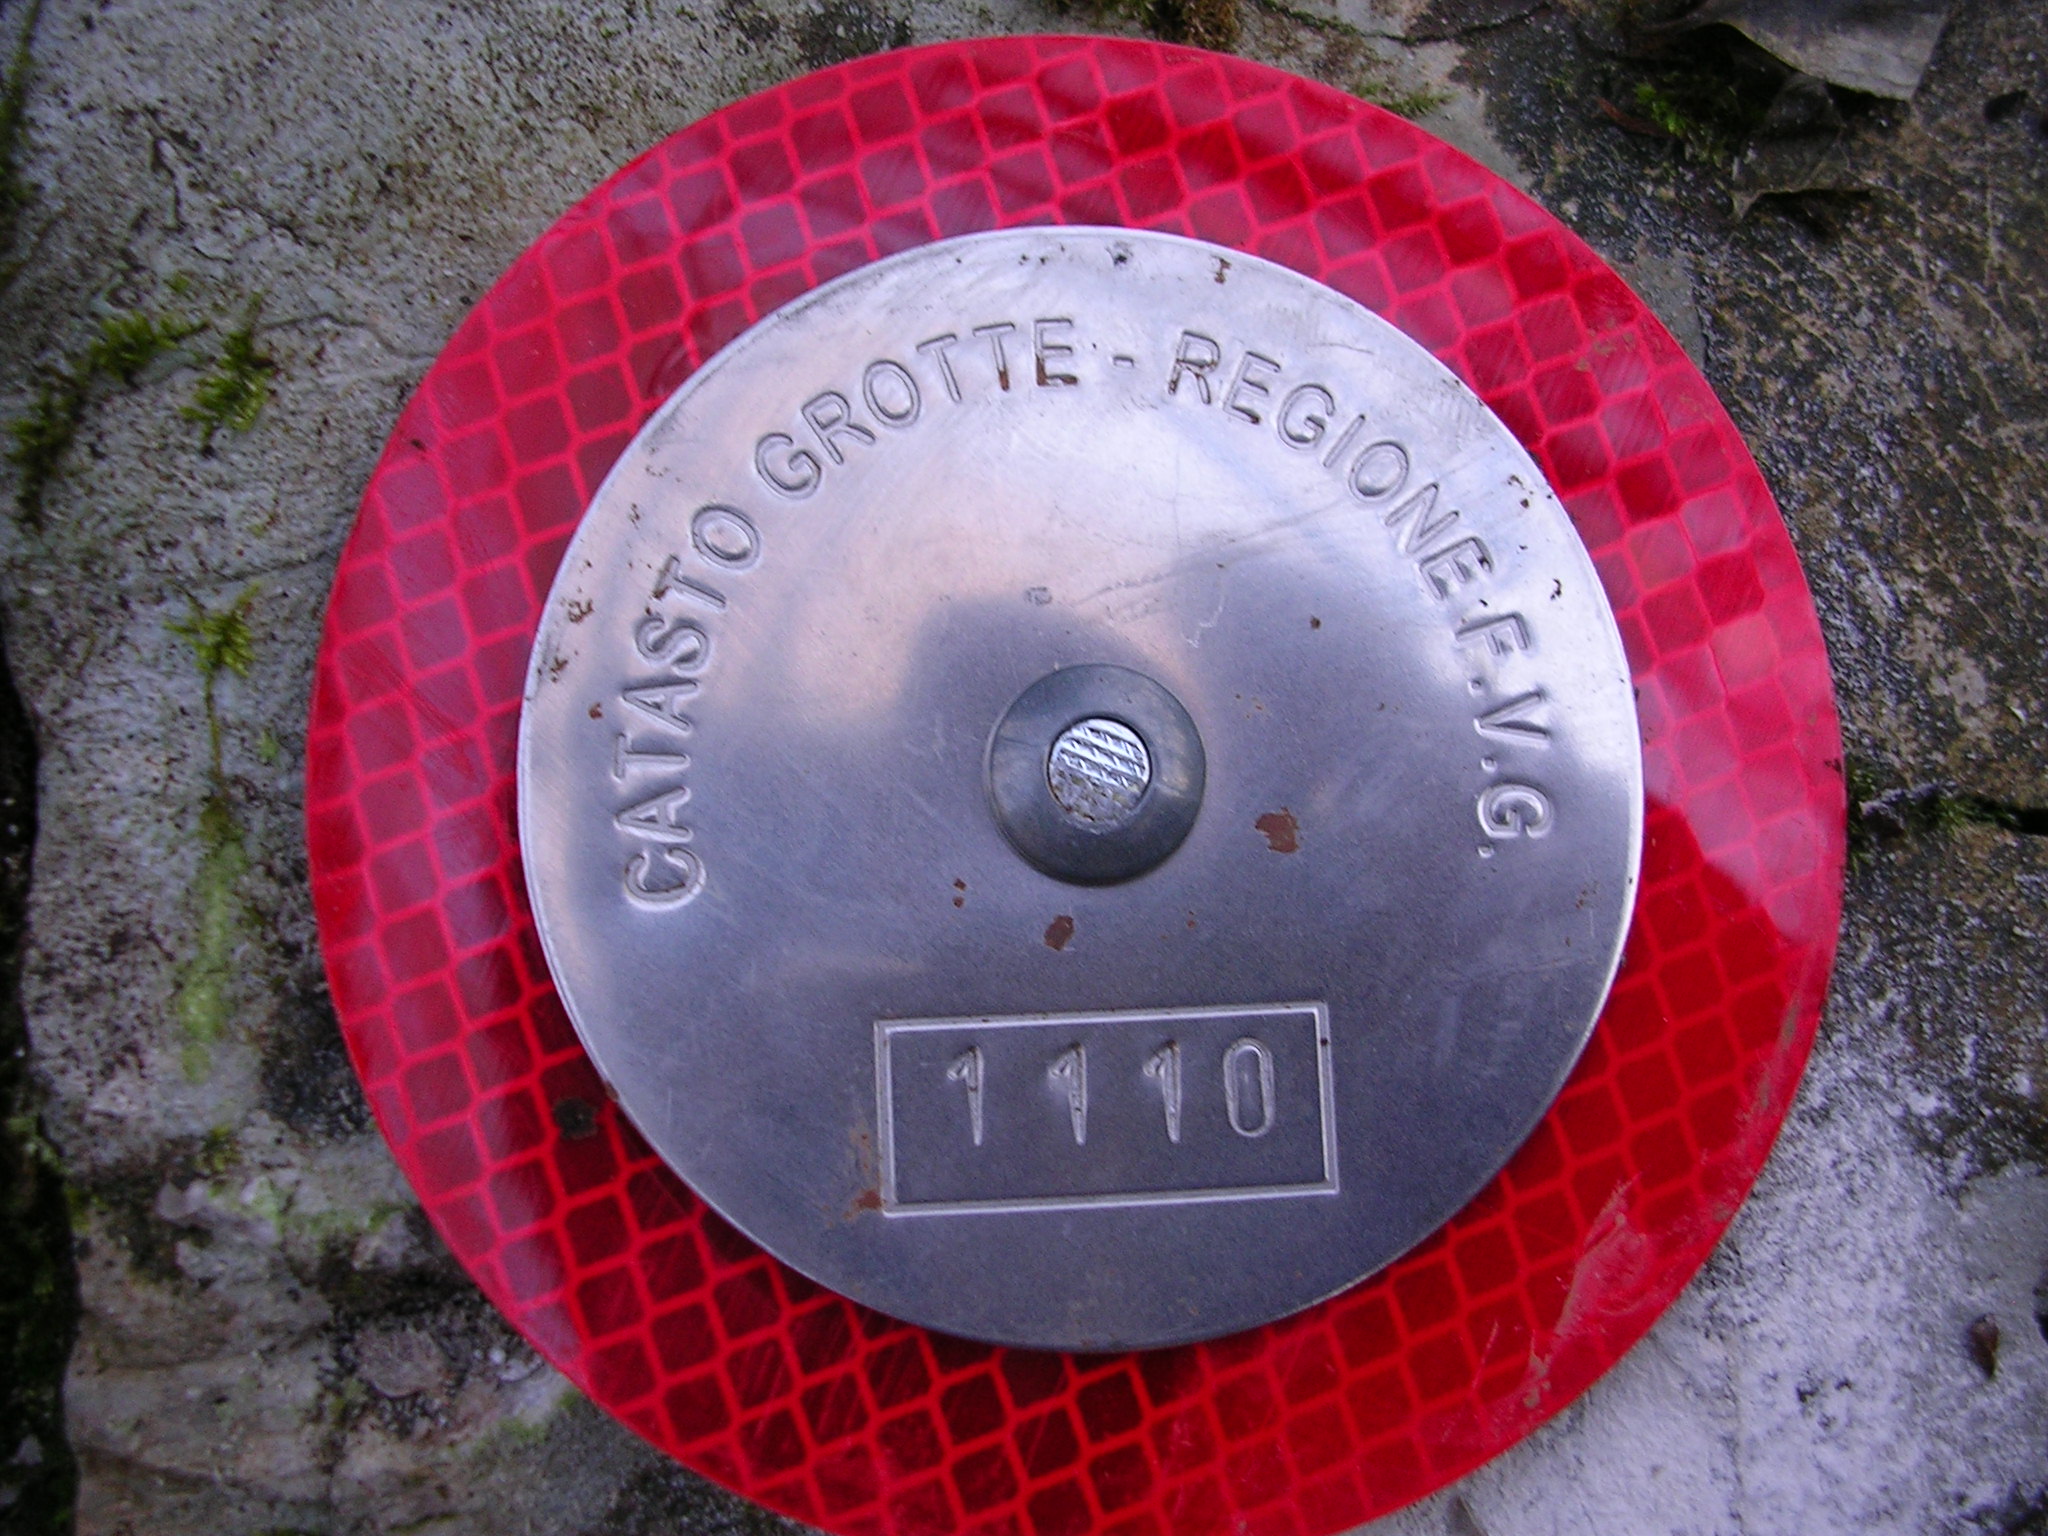 CATASTO GROTTE - REGIONE F.V.G.
1110